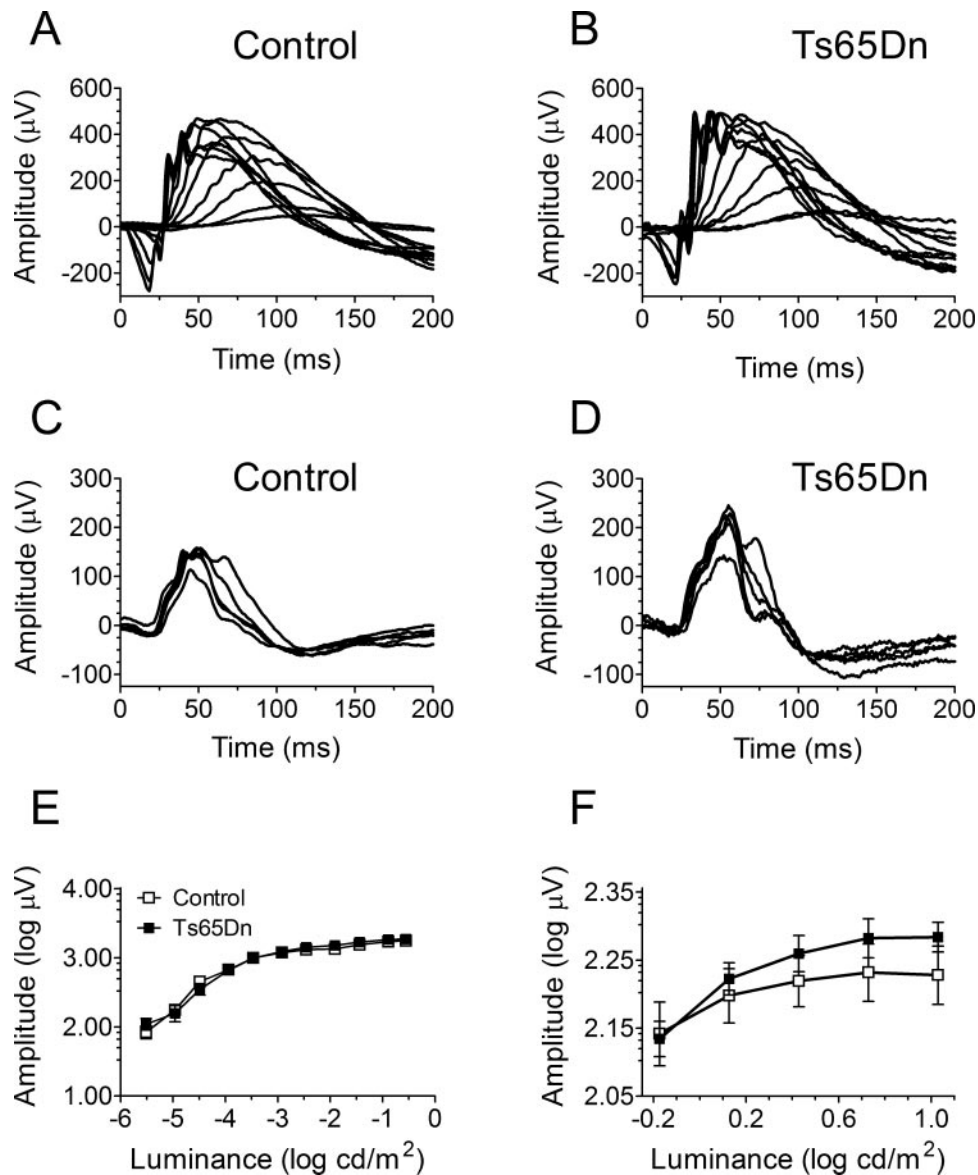 A
Control
B
Ts65Dn
Amplitude (µV)
600
400
200
0
-200
0 50 100 150 200
Time (ms)
Amplitude (µV)
600
400
200
0
-200
0 50 100 150 200
Time (ms)
C
Control
D
Ts65Dn
Amplitude (µV)
300
200
100
0
-100
0 50 100 150 200
Time (ms)
Amplitude (µV)
300
200
100
0
-100
0 50 100 150 200
Time (ms)
E
F
Amplitude (log µV)
4.00
3.00
2.00
1.00
Control
Ts65Dn
-6 -5 -4 -3 -2 -1 0
Luminance (log cd/m²)
Amplitude (log µV)
2.35
2.25
2.15
2.05
-0.2 0.2 0.6 1.0
Luminance (log cd/m²)